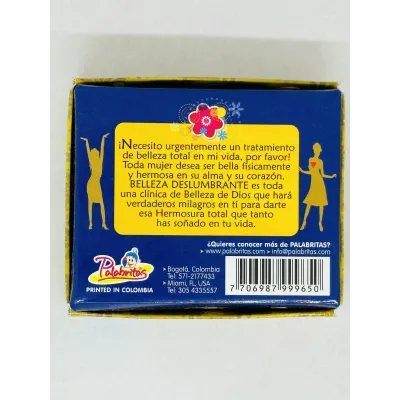 ¡Necesito urgentemente un tratamiento
de belleza total en mi vida, por favor!
Toda mujer desea ser bella físicamente
y hermosa en su alma y su corazón.
BELLEZA DESLUMBRANTE es toda
una clínica de Belleza de Dios que hará
verdaderos milagros en ti para darte
esa Hermosura total que tanto
has soñado en tu vida.
¿Quieres conocer más de PALABRITAS?
www.palabritas.com • info@palabritas.com
Palabritas
PRINTED IN COLOMBIA
• Bogotá, Colombia
Tel: 571-2177433
• Miami, FL, USA
Tel: 305 4335557
7 706987 999650